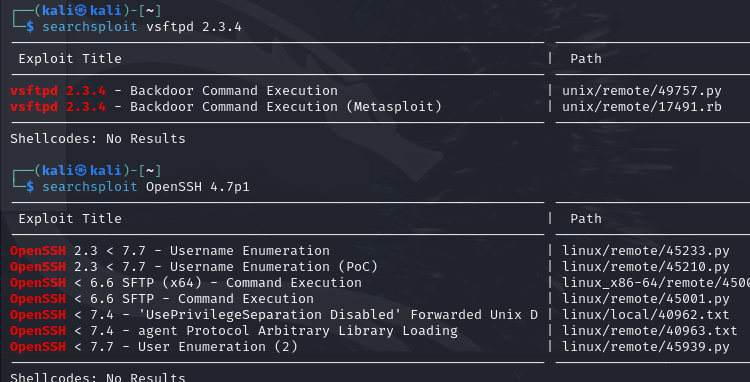 ┌──(kali㉿kali)-[~]
└─$ searchsploit vsftpd 2.3.4
Exploit Title | Path
vsftpd 2.3.4 - Backdoor Command Execution | unix/remote/49757.py
vsftpd 2.3.4 - Backdoor Command Execution (Metasploit) | unix/remote/17491.rb
Shellcodes: No Results
┌──(kali㉿kali)-[~]
└─$ searchsploit OpenSSH 4.7p1
Exploit Title | Path
OpenSSH 2.3 < 7.7 - Username Enumeration | linux/remote/45233.py
OpenSSH 2.3 < 7.7 - Username Enumeration (PoC) | linux/remote/45210.py
OpenSSH < 6.6 SFTP (x64) - Command Execution | linux_x86-64/remote/4500
OpenSSH < 6.6 SFTP - Command Execution | linux/remote/45001.py
OpenSSH < 7.4 - 'UsePrivilegeSeparation Disabled' Forwarded Unix D | linux/local/40962.txt
OpenSSH < 7.4 - agent Protocol Arbitrary Library Loading | linux/remote/40963.txt
OpenSSH < 7.7 - User Enumeration (2) | linux/remote/45939.py
Shellcodes: No Results